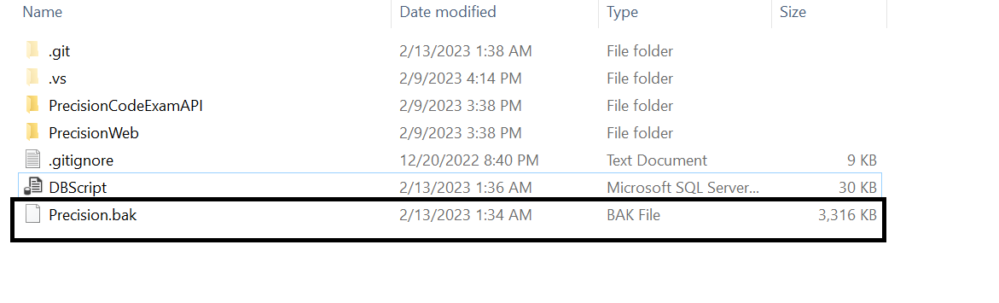 Name Date modified Type Size
.git 2/13/2023 1:38 AM File folder
.vs 2/9/2023 4:14 PM File folder
PrecisionCodeExamAPI 2/9/2023 3:38 PM File folder
PrecisionWeb 2/9/2023 3:38 PM File folder
.gitignore 12/20/2022 8:40 PM Text Document 9 KB
DBScript 2/13/2023 1:36 AM Microsoft SQL Server... 30 KB
Precision.bak 2/13/2023 1:34 AM BAK File 3,316 KB